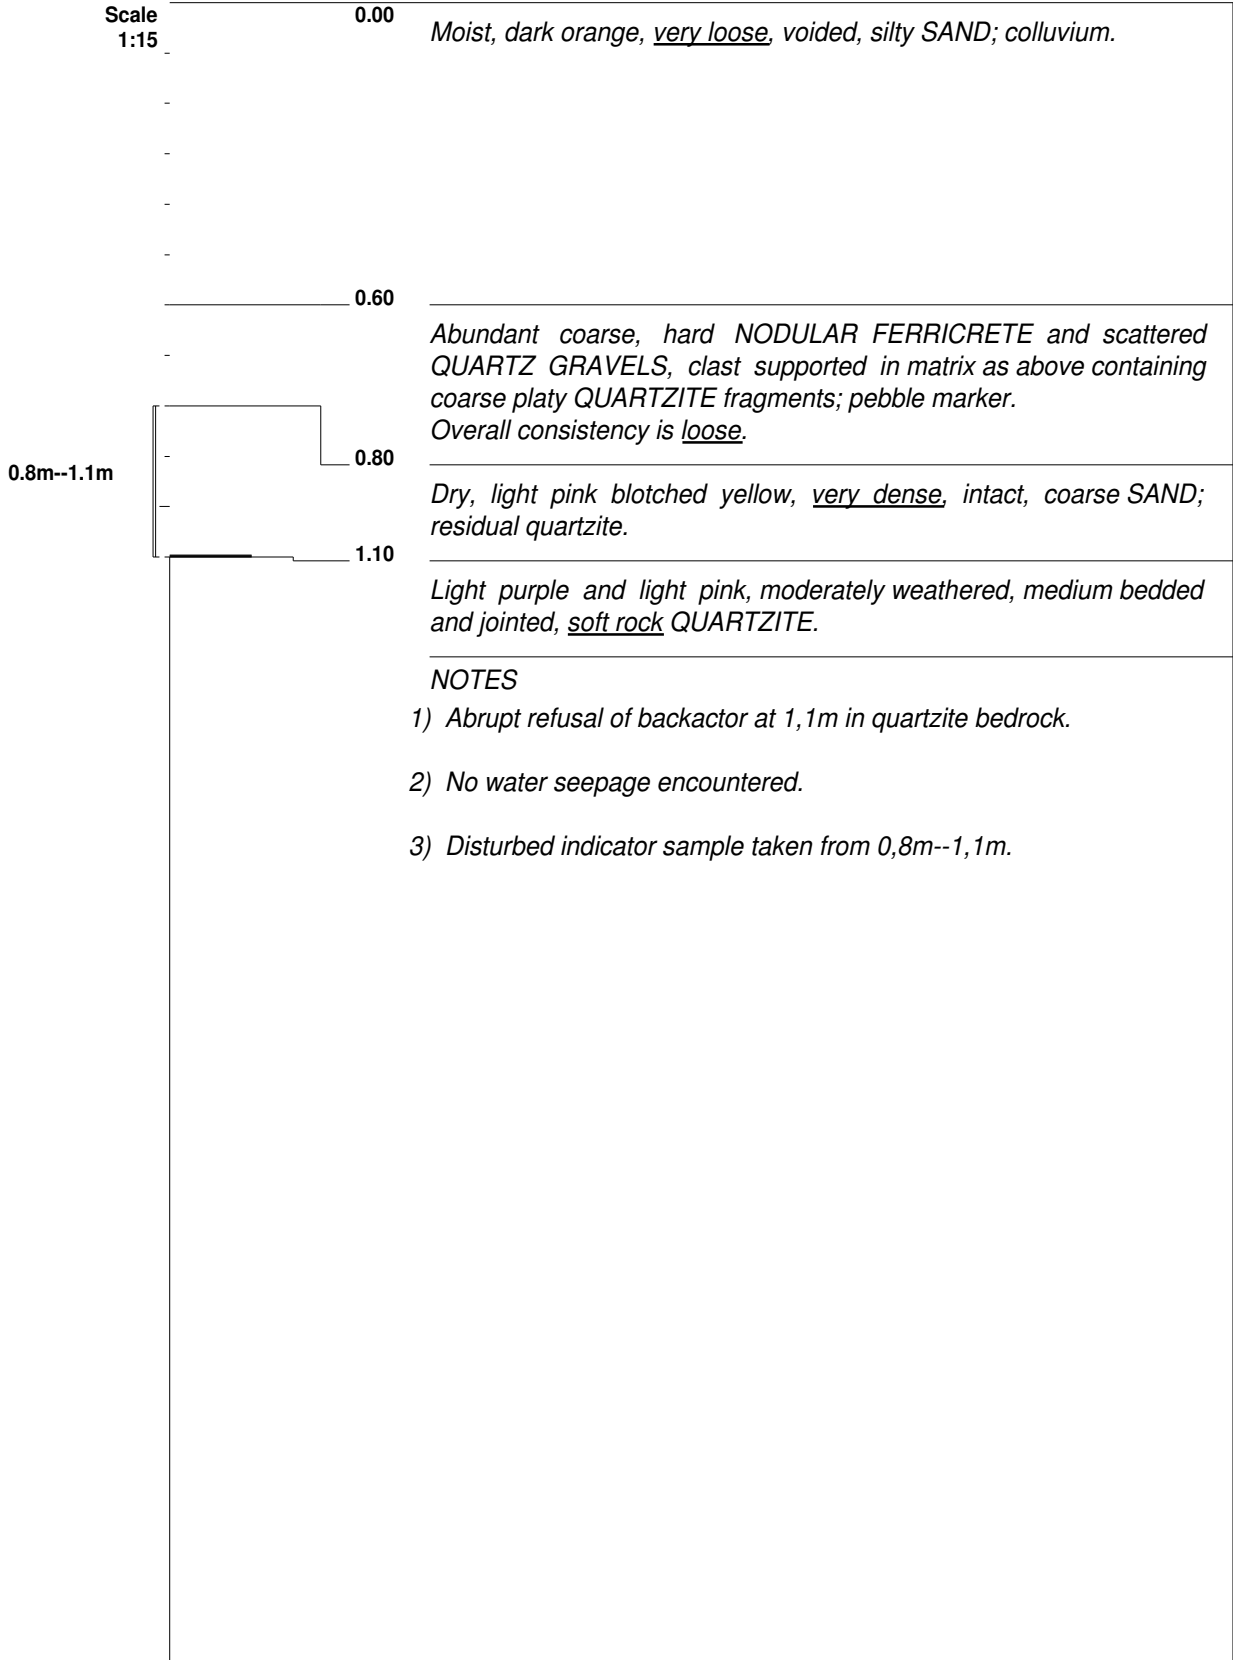 Scale
1:15
0.00
Moist, dark orange, very loose, voided, silty SAND; colluvium.
0.60
Abundant coarse, hard NODULAR FERRICRETE and scattered
QUARTZ GRAVELS, clast supported in matrix as above containing
coarse platy QUARTZITE fragments; pebble marker.
Overall consistency is loose.
0.80
0.8m--1.1m
Dry, light pink blotched yellow, very dense, intact, coarse SAND;
residual quartzite.
1.10
Light purple and light pink, moderately weathered, medium bedded
and jointed, soft rock QUARTZITE.
NOTES
1) Abrupt refusal of backactor at 1,1m in quartzite bedrock.
2) No water seepage encountered.
3) Disturbed indicator sample taken from 0,8m--1,1m.